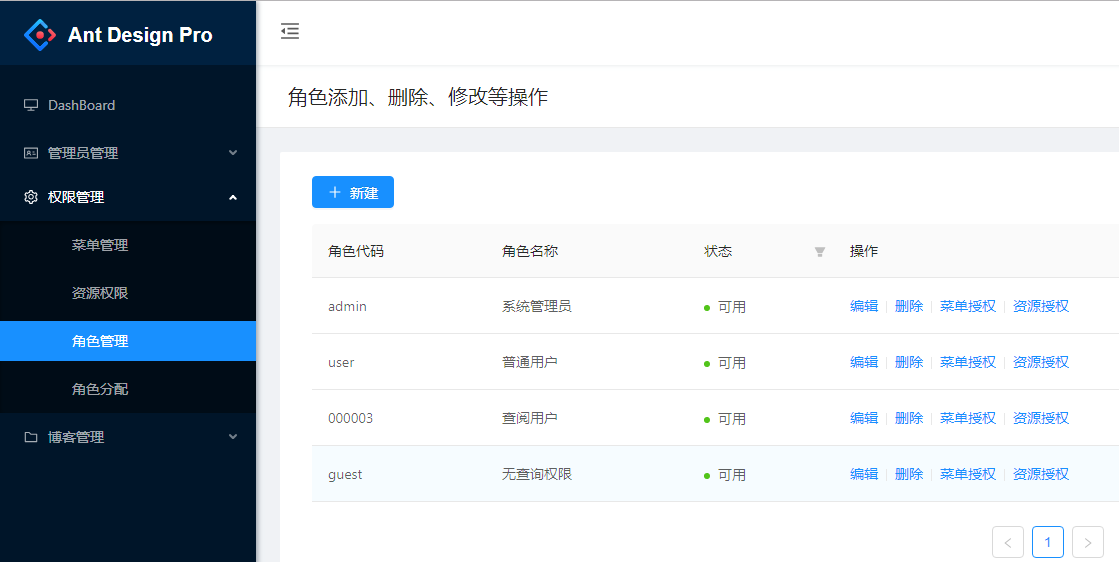 Ant Design Pro
DashBoard
管理员管理
权限管理
菜单管理
资源权限
角色管理
角色分配
博客管理
角色添加、删除、修改等操作
新建
角色代码 角色名称 状态 操作
admin 系统管理员 可用 编辑 删除 菜单授权 资源授权
user 普通用户 可用 编辑 删除 菜单授权 资源授权
000003 查阅用户 可用 编辑 删除 菜单授权 资源授权
guest 无查询权限 可用 编辑 删除 菜单授权 资源授权
< 1 >